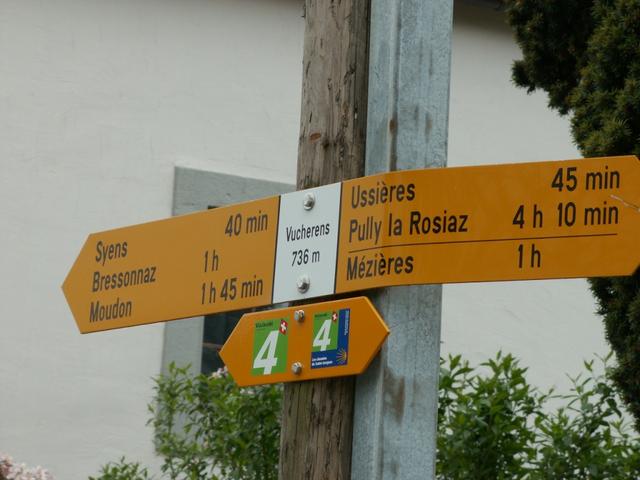 Syens 40 min
Bressonnaz 1 h
Moudon 1 h 45 min
Vucherens
736 m
Ussières 45 min
Pully la Rosiaz 4 h 10 min
Mézières 1 h
4
4